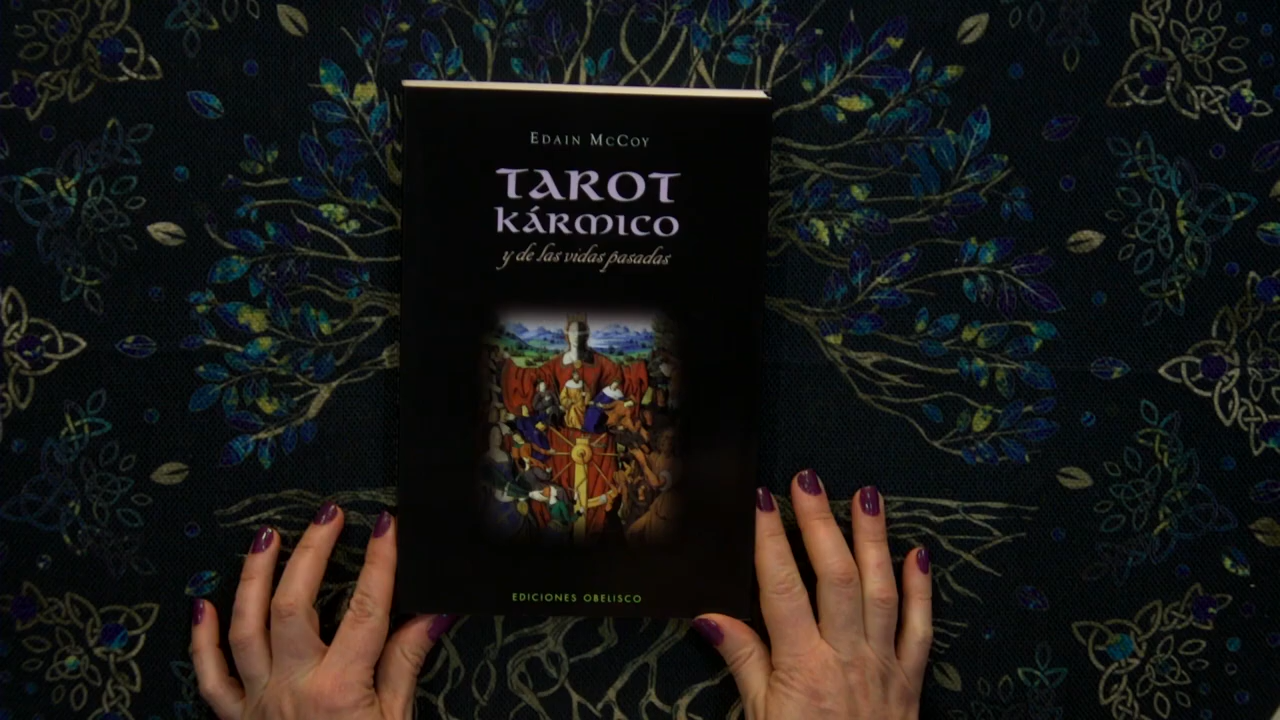 Edain McCoy
TAROT
KÁRMICO
y de las vidas pasadas
EDICIONES OBELISCO